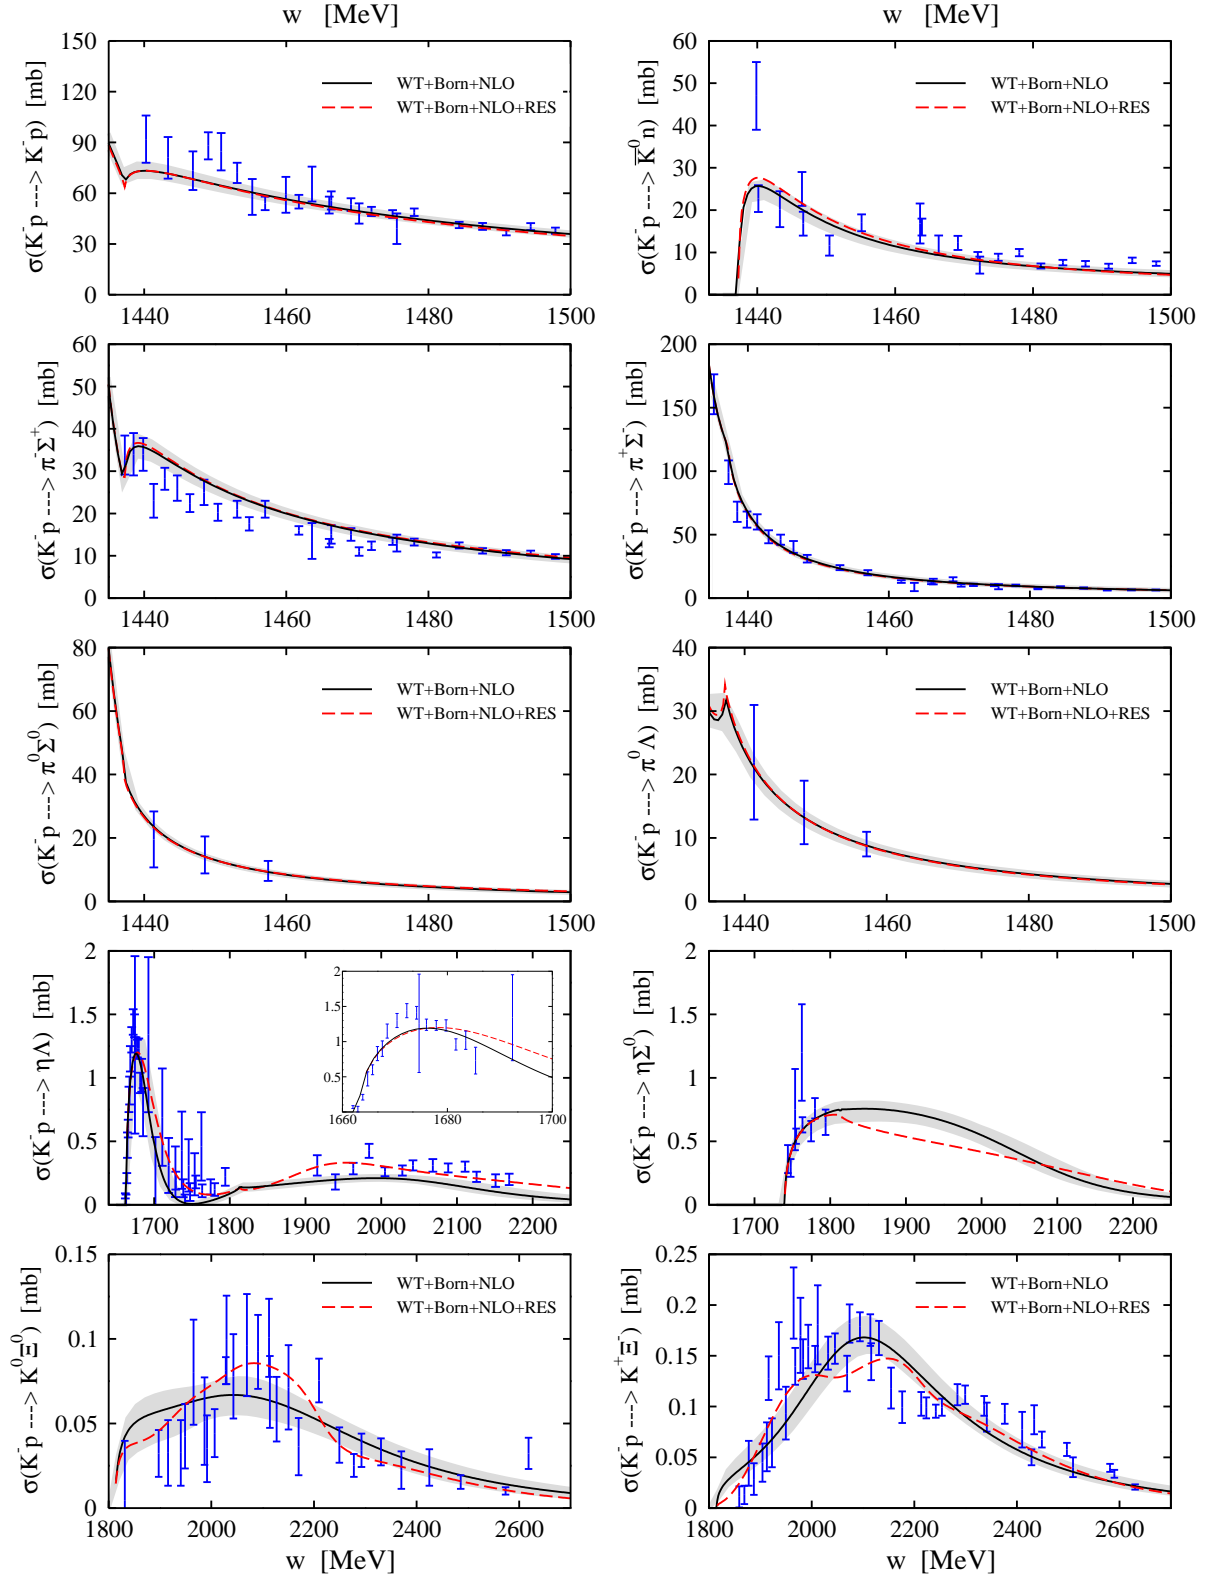 w [MeV]
w [MeV]
σ(K⁻p ---> K⁻p) [mb]
150
120
90
60
30
0
WT+Born+NLO
WT+Born+NLO+RES
1440 1460 1480 1500
σ(K⁻p ---> K̅⁰n) [mb]
60
50
40
30
20
10
0
WT+Born+NLO
WT+Born+NLO+RES
1440 1460 1480 1500
σ(K⁻p ---> π⁻Σ⁺) [mb]
60
50
40
30
20
10
0
1440 1460 1480 1500
σ(K⁻p ---> π⁺Σ⁻) [mb]
200
150
100
50
0
1440 1460 1480 1500
σ(K⁻p ---> π⁰Σ⁰) [mb]
80
60
40
20
0
WT+Born+NLO
WT+Born+NLO+RES
1440 1460 1480 1500
σ(K⁻p ---> π⁰Λ) [mb]
40
30
20
10
0
WT+Born+NLO
WT+Born+NLO+RES
1440 1460 1480 1500
σ(K⁻p ---> ηΛ) [mb]
2
1.5
1
0.5
0
2
1.5
1
0.5
1660 1680 1700
1700 1800 1900 2000 2100 2200
σ(K⁻p ---> ηΣ⁰) [mb]
2
1.5
1
0.5
0
1700 1800 1900 2000 2100 2200
σ(K⁻p ---> K⁰Ξ⁰) [mb]
0.15
0.1
0.05
0
WT+Born+NLO
WT+Born+NLO+RES
1800 2000 2200 2400 2600
w [MeV]
σ(K⁻p ---> K⁺Ξ⁻) [mb]
0.25
0.2
0.15
0.1
0.05
0
WT+Born+NLO
WT+Born+NLO+RES
1800 2000 2200 2400 2600
w [MeV]